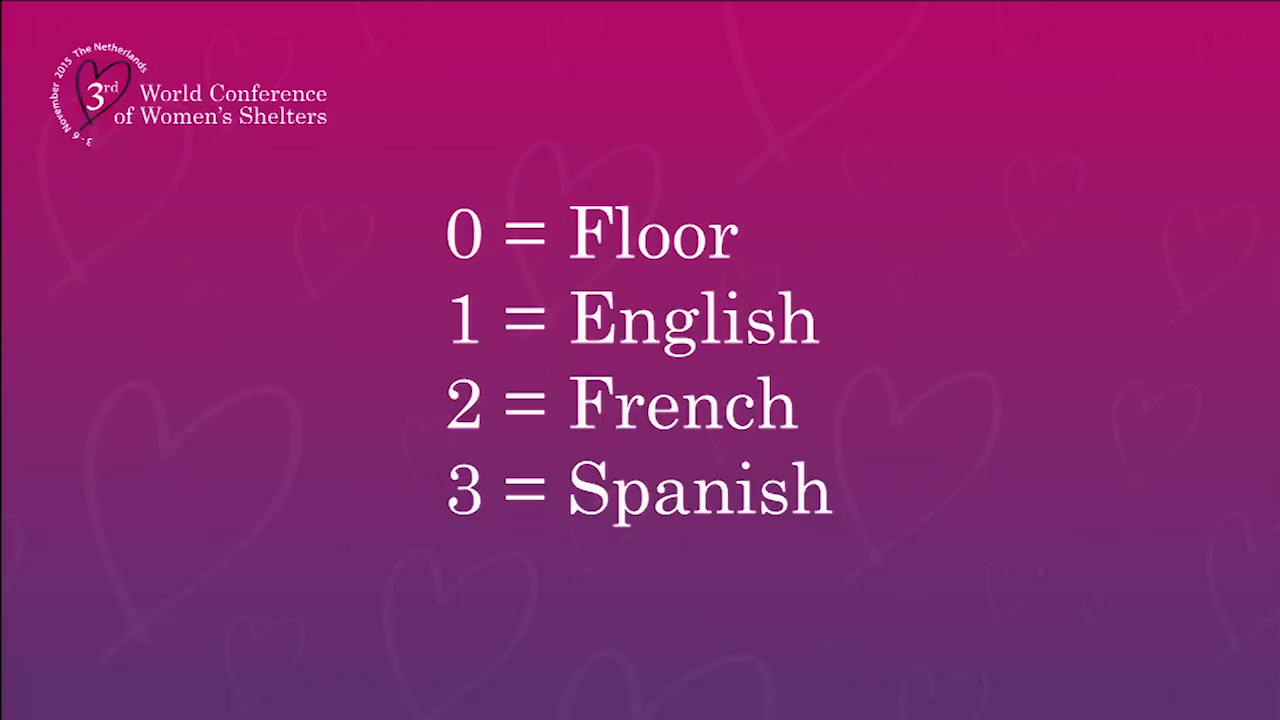 3 - 6 November 2015 The Netherlands
3rd
World Conference
of Women's Shelters
0 = Floor
1 = English
2 = French
3 = Spanish